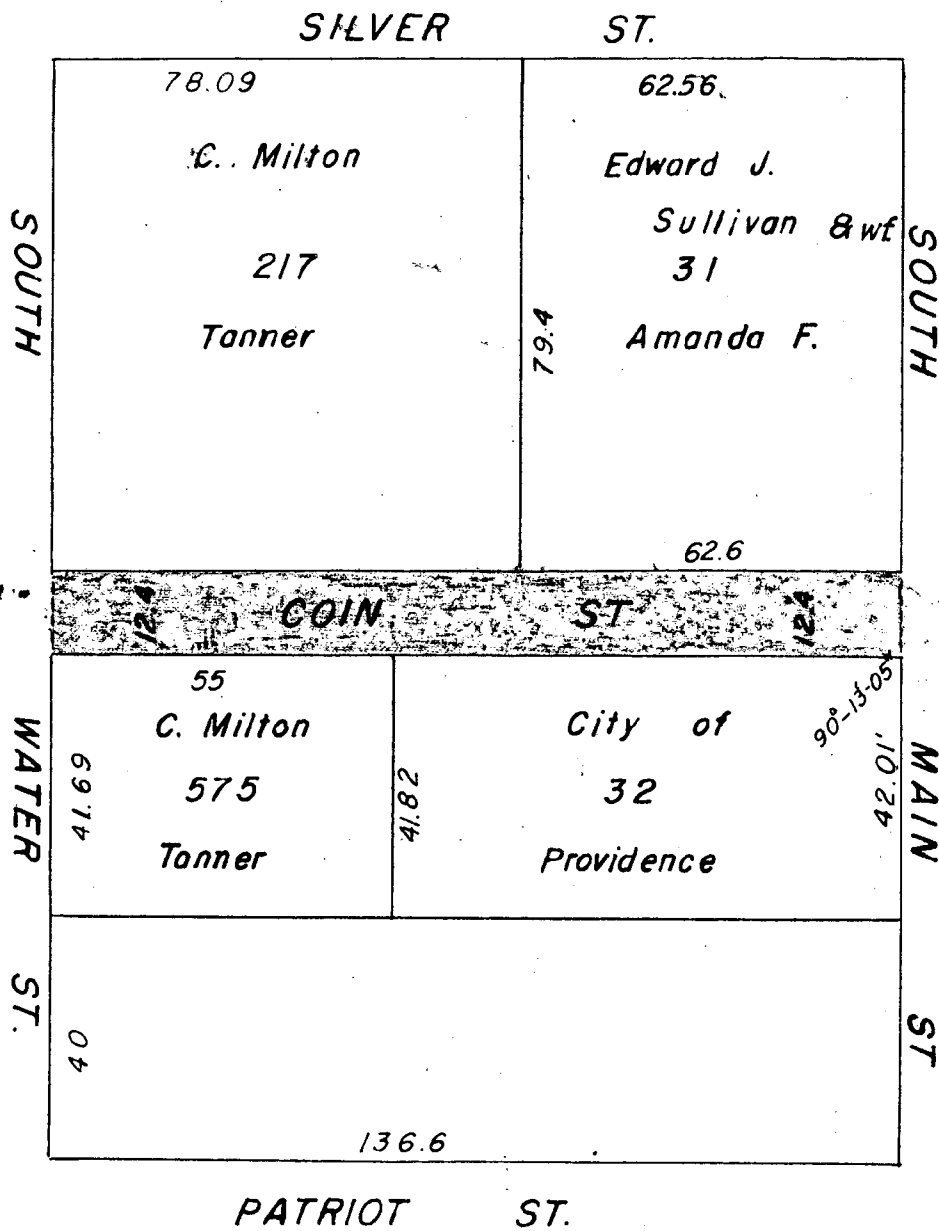 SILVER ST.
78.09
C. Milton
217
Tanner
62.56
Edward J.
Sullivan & wf
31
Amanda F.
79.4
62.6
SOUTH
SOUTH
12.4
COIN ST
12.4
55
C. Milton
575
Tanner
41.69
41.82
City of
32
Providence
90°-13'-05"
42.01'
WATER
MAIN
ST.
ST
40
136.6
PATRIOT ST.